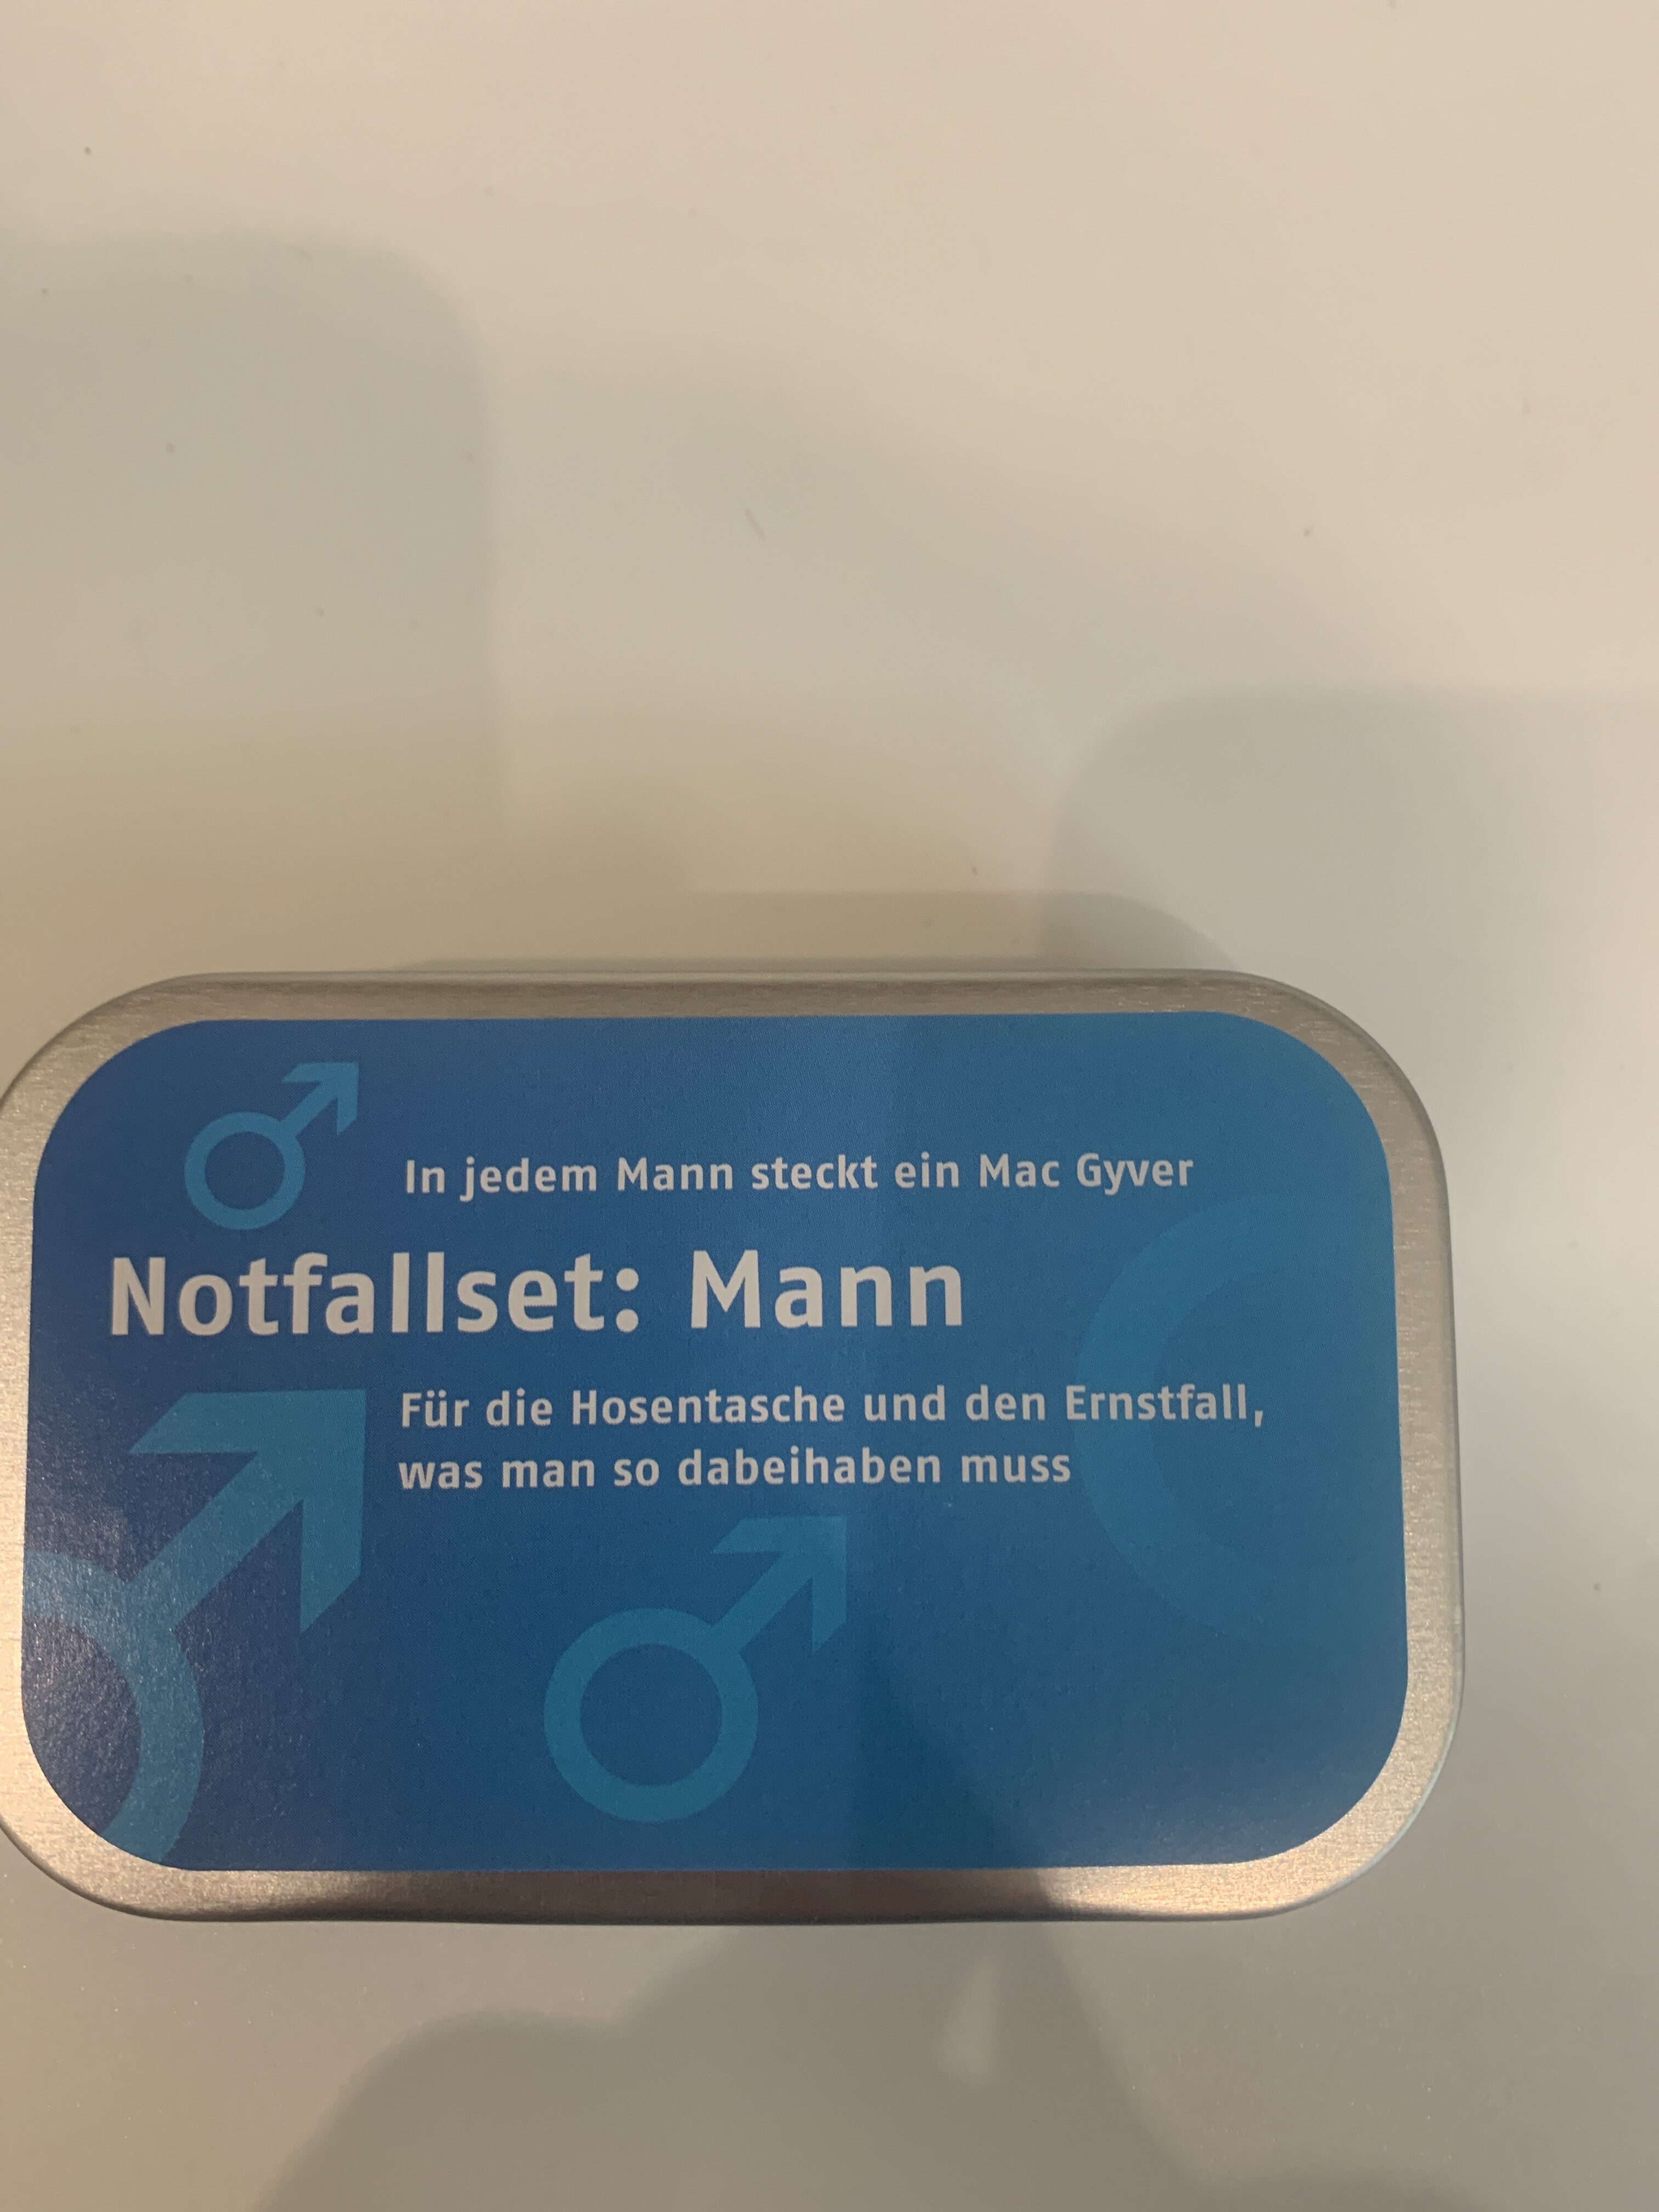 In jedem Mann steckt ein Mac Gyver
Notfallset: Mann
Für die Hosentasche und den Ernstfall,
was man so dabeihaben muss